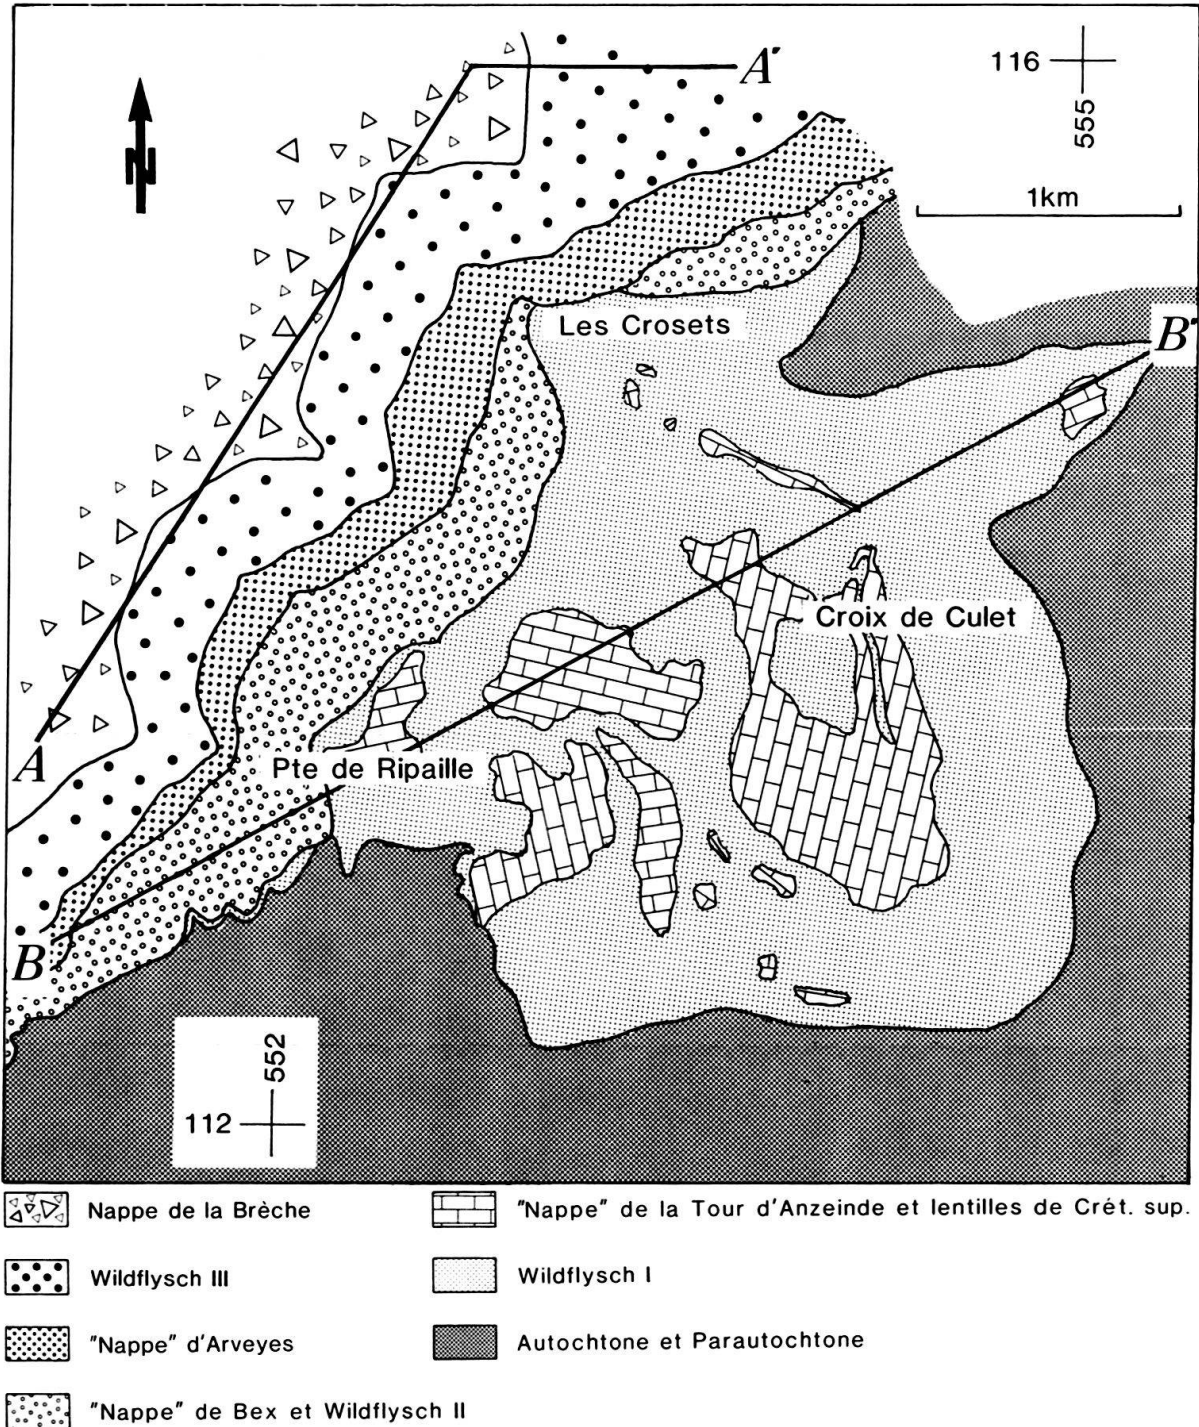 A'
116
555
N
1km
Les Crosets
B'
Croix de Culet
A
Pte de Ripaille
B
552
112
Nappe de la Brèche
"Nappe" de la Tour d'Anzeinde et lentilles de Crét. sup.
Wildflysch III
Wildflysch I
"Nappe" d'Arveyes
Autochtone et Parautochtone
"Nappe" de Bex et Wildflysch II